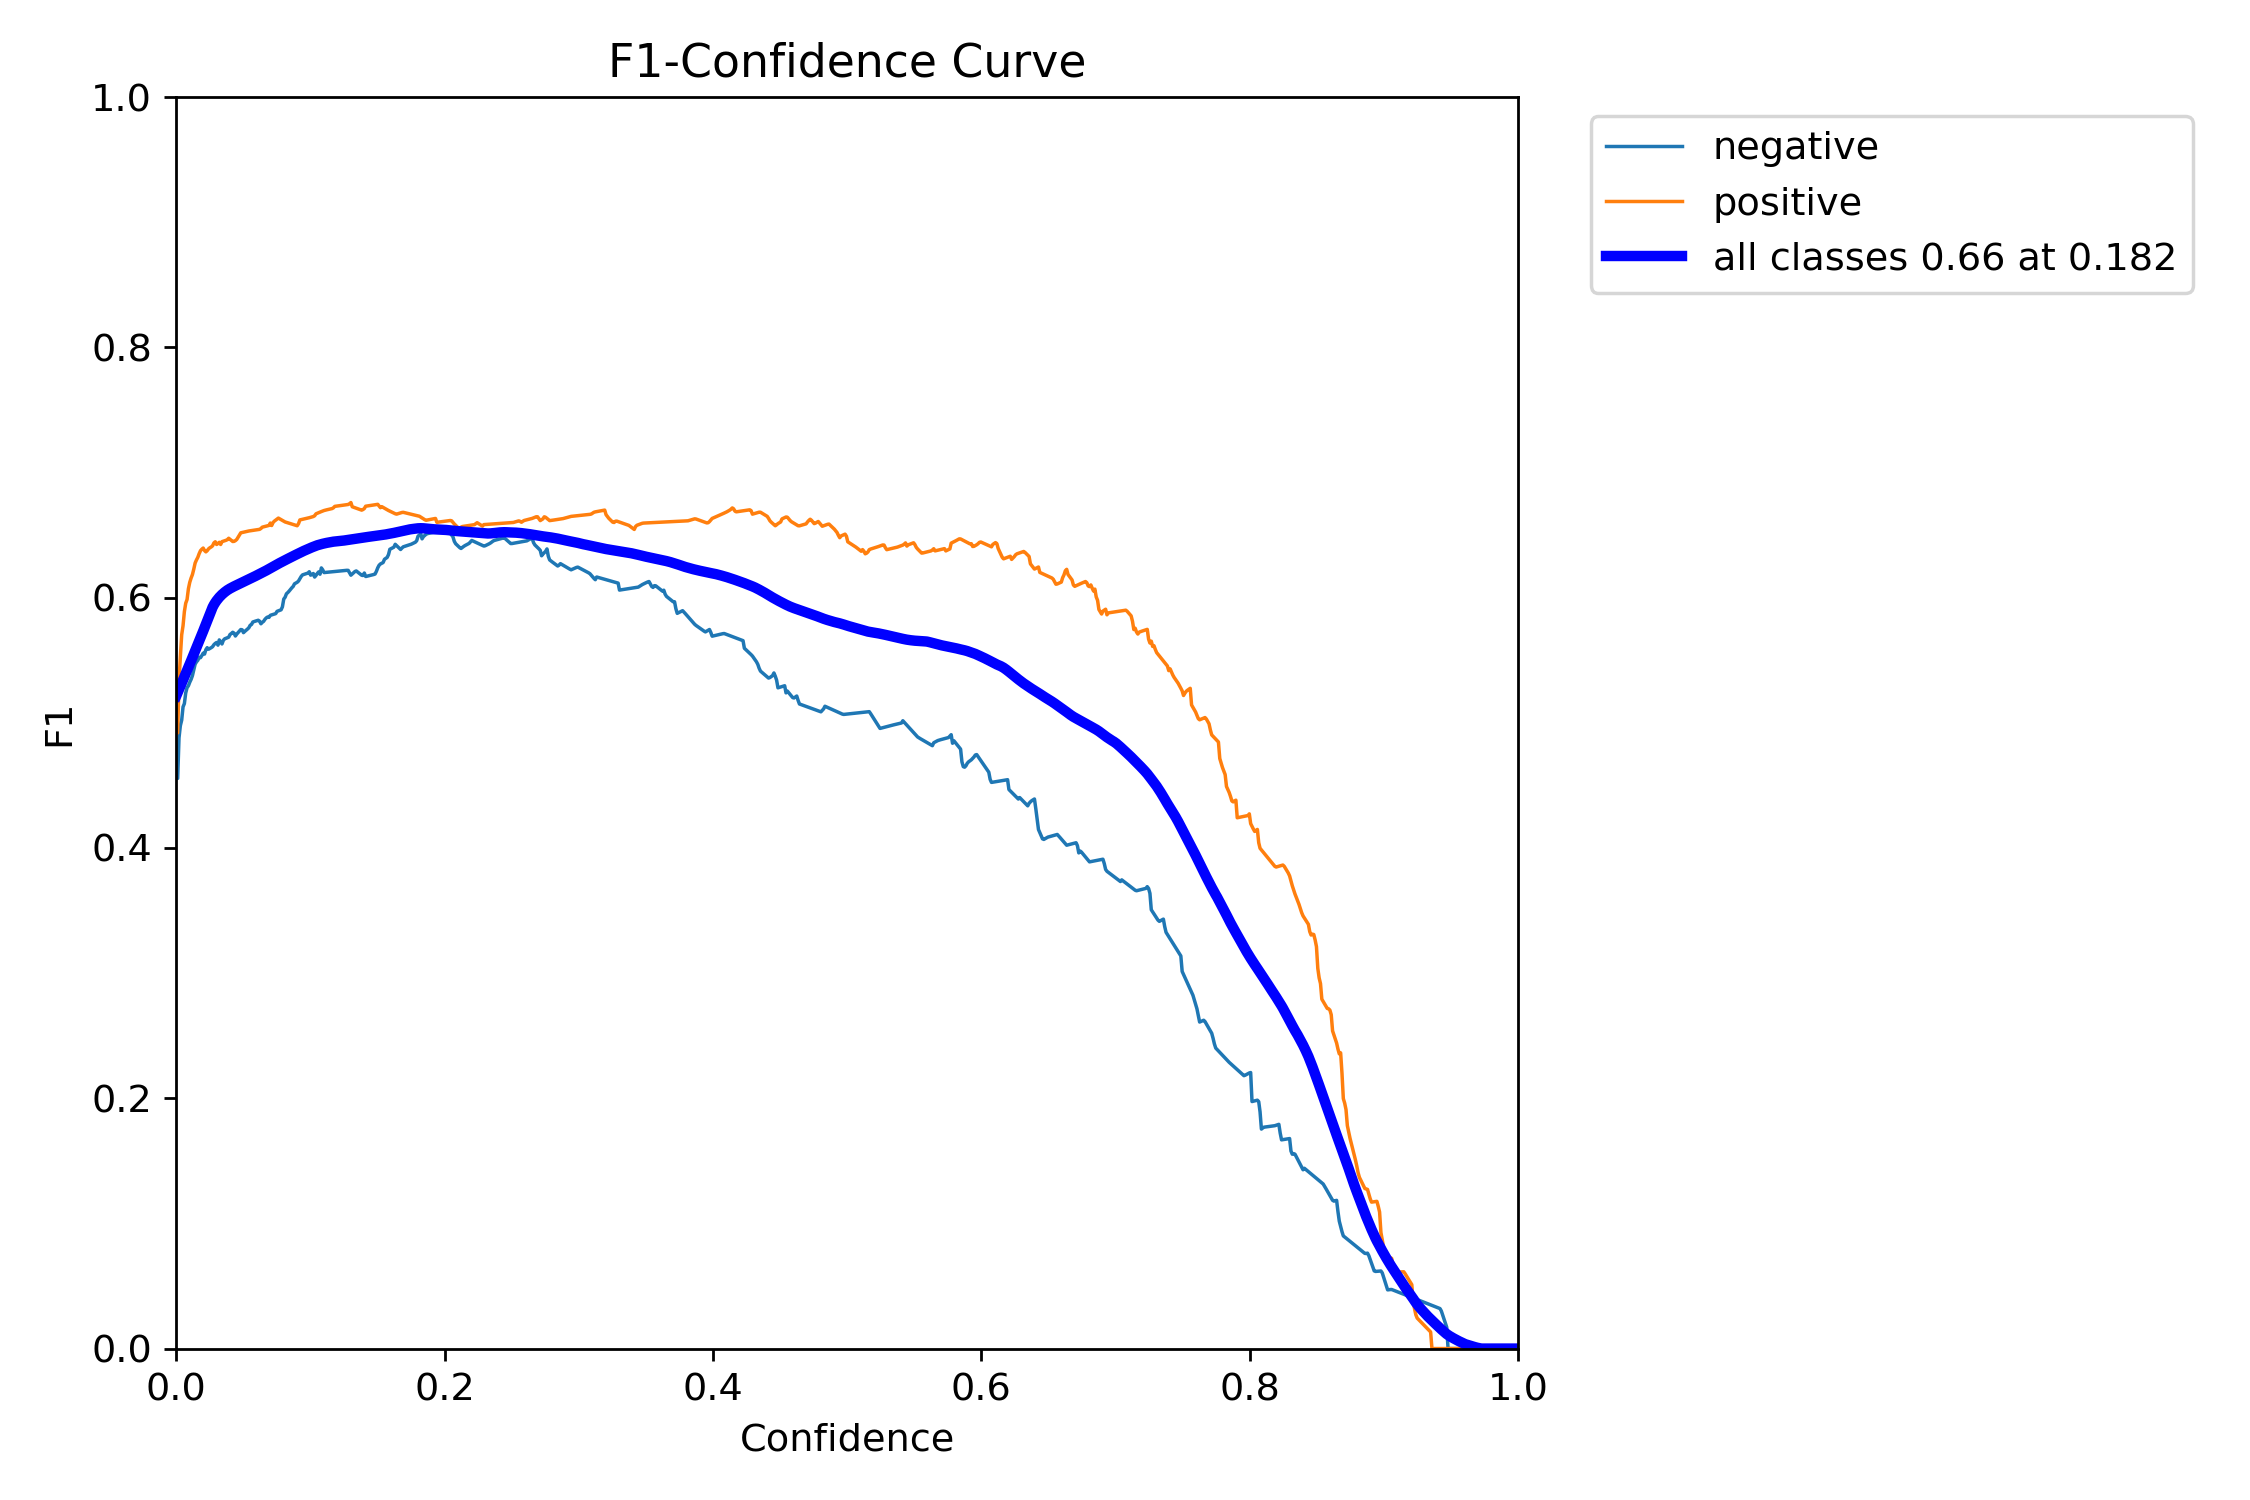 F1-Confidence Curve
1.0
0.8
0.6
0.4
0.2
0.0
F1
0.0 0.2 0.4 0.6 0.8 1.0
Confidence
negative
positive
all classes 0.66 at 0.182